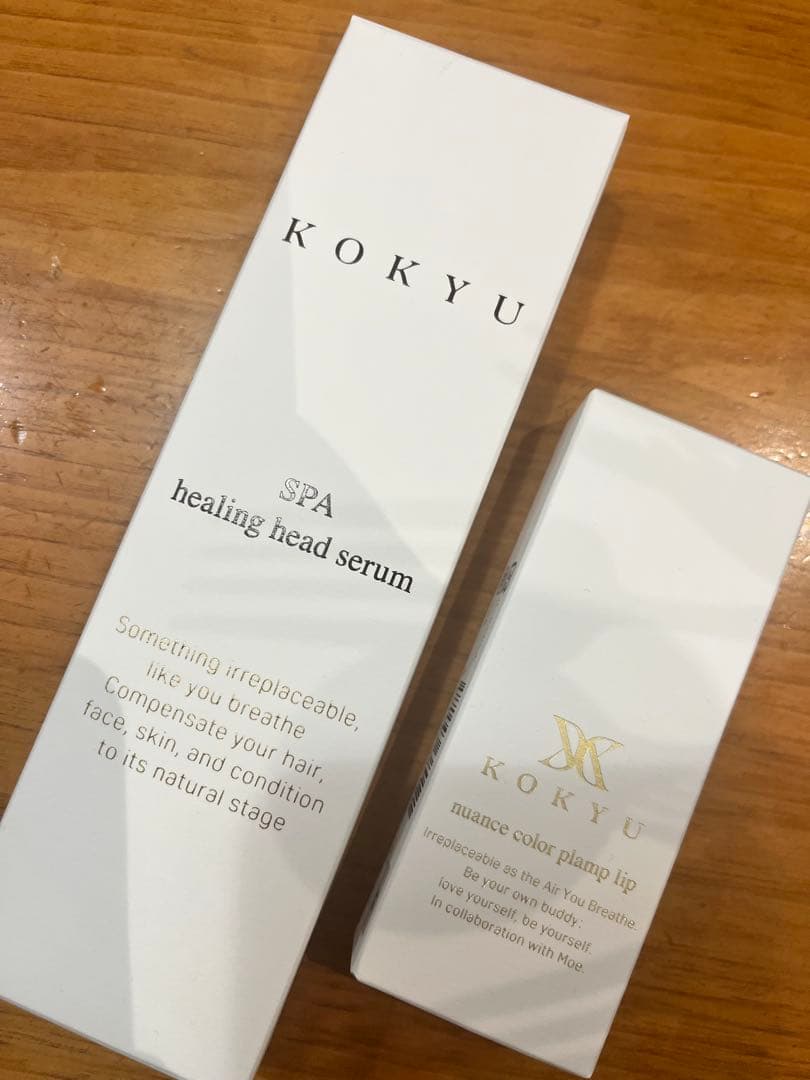 KOKYU
SPA
healing head serum
Something irreplaceable,
like you breathe
Compensate your hair,
face, skin, and condition
to its natural stage
KOKYU
nuance color plamp lip
Irreplaceable as the Air You Breathe.
Be your own buddy;
love yourself, be yourself.
In collaboration with Moe.